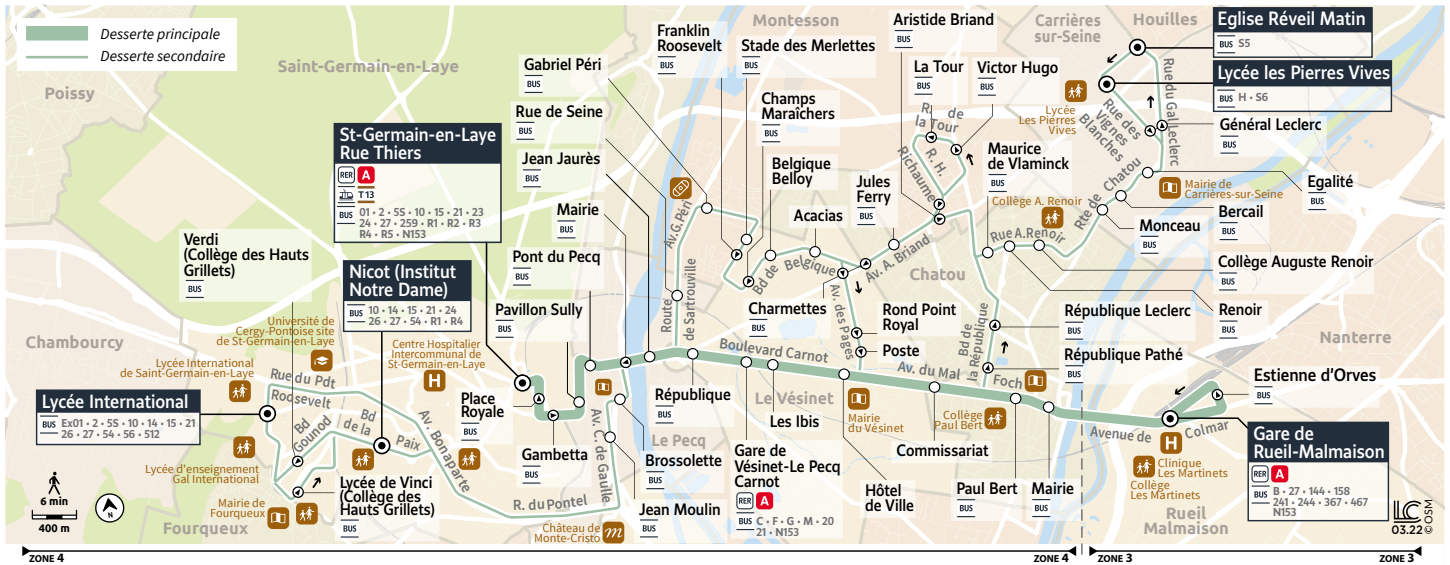 Desserte principale
Desserte secondaire
Poissy
Saint-Germain-en-Laye
Montesson
Carrières
sur-Seine
Houilles
Chambourcy
Fourqueux
Le Pecq
Le Vésinet
Chatou
Nanterre
Rueil
Malmaison
St-Germain-en-Laye
Rue Thiers
RER A
T13
BUS 01 • 2 • 5S • 10 • 15 • 21 • 23
24 • 27 • 259 • R1 • R2 • R3
R4 • R5 • N153
Verdi
(Collège des Hauts
Grillets)
BUS
Nicot (Institut
Notre Dame)
BUS 10 • 14 • 15 • 21 • 24
26 • 27 • 54 • R1 • R4
Lycée International
BUS Ex01 • 2 • 5S • 10 • 14 • 15 • 21
26 • 27 • 54 • 56 • 512
Lycée de Vinci
(Collège des
Hauts Grillets)
BUS
Université de
Cergy-Pontoise site
de St-Germain-en-Laye
Lycée International
de Saint-Germain-en-Laye
Centre Hospitalier
Intercommunal de
St-Germain-en-Laye
H
Lycée d'enseignement
Gal International
Mairie de
Fourqueux
Château de
Monte-Cristo
Rue du Pdt
Roosevelt
Bd
Gounod
Bd
de la
Paix
Av. Bonaparte
R. du Pontel
Av. C. de Gaulle
Place
Royale
BUS
Gambetta
BUS
Pavillon Sully
BUS
Pont du Pecq
BUS
Mairie
BUS
Jean Jaurès
BUS
Rue de Seine
BUS
Gabriel Péri
BUS
Franklin
Roosevelt
BUS
Stade des Merlettes
BUS
Champs
Maraîchers
BUS
Belgique
Belloy
BUS
Acacias
BUS
Jules
Ferry
BUS
Aristide Briand
BUS
La Tour
BUS
Victor Hugo
BUS
Maurice
de Vlaminck
BUS
Eglise Réveil Matin
BUS S5
Lycée les Pierres Vives
BUS H • S6
Général Leclerc
BUS
Egalité
BUS
Bercail
BUS
Monceau
BUS
Collège Auguste Renoir
BUS
Renoir
BUS
République Leclerc
BUS
République Pathé
BUS
Estienne d'Orves
BUS
Gare de
Rueil-Malmaison
RER A
BUS B • 27 • 144 • 158
241 • 244 • 367 • 467
N153
Lycée
Les Pierres
Vives
Mairie de
Carrières-sur-Seine
Collège A. Renoir
Rue du Gal Leclerc
Rue des
Vignes
Blanches
Rte de Chatou
Rue A.Renoir
R. de
la Tour
R. H.
Richaume
Av. A. Briand
Bd de
Belgique
Av. des Pages
Av.G. Péri
Route
de Sartrouville
Boulevard Carnot
Av. du Mal
Foch
Bd de
la République
Avenue de
Colmar
Charmettes
BUS
Rond Point
Royal
BUS
Poste
BUS
Brossolette
BUS
Jean Moulin
BUS
République
BUS
Gare de
Vésinet-Le Pecq
Carnot
RER A
BUS C • F • G • M • 20
21 • N153
Les Ibis
BUS
Hôtel
de Ville
BUS
Mairie
du Vésinet
Commissariat
BUS
Collège
Paul Bert
Paul Bert
BUS
Mairie
BUS
H
Clinique
Les Martinets
Collège
Les Martinets
6 min
400 m
N
LC
03.22
© OSM
ZONE 4
ZONE 4
ZONE 3
ZONE 3